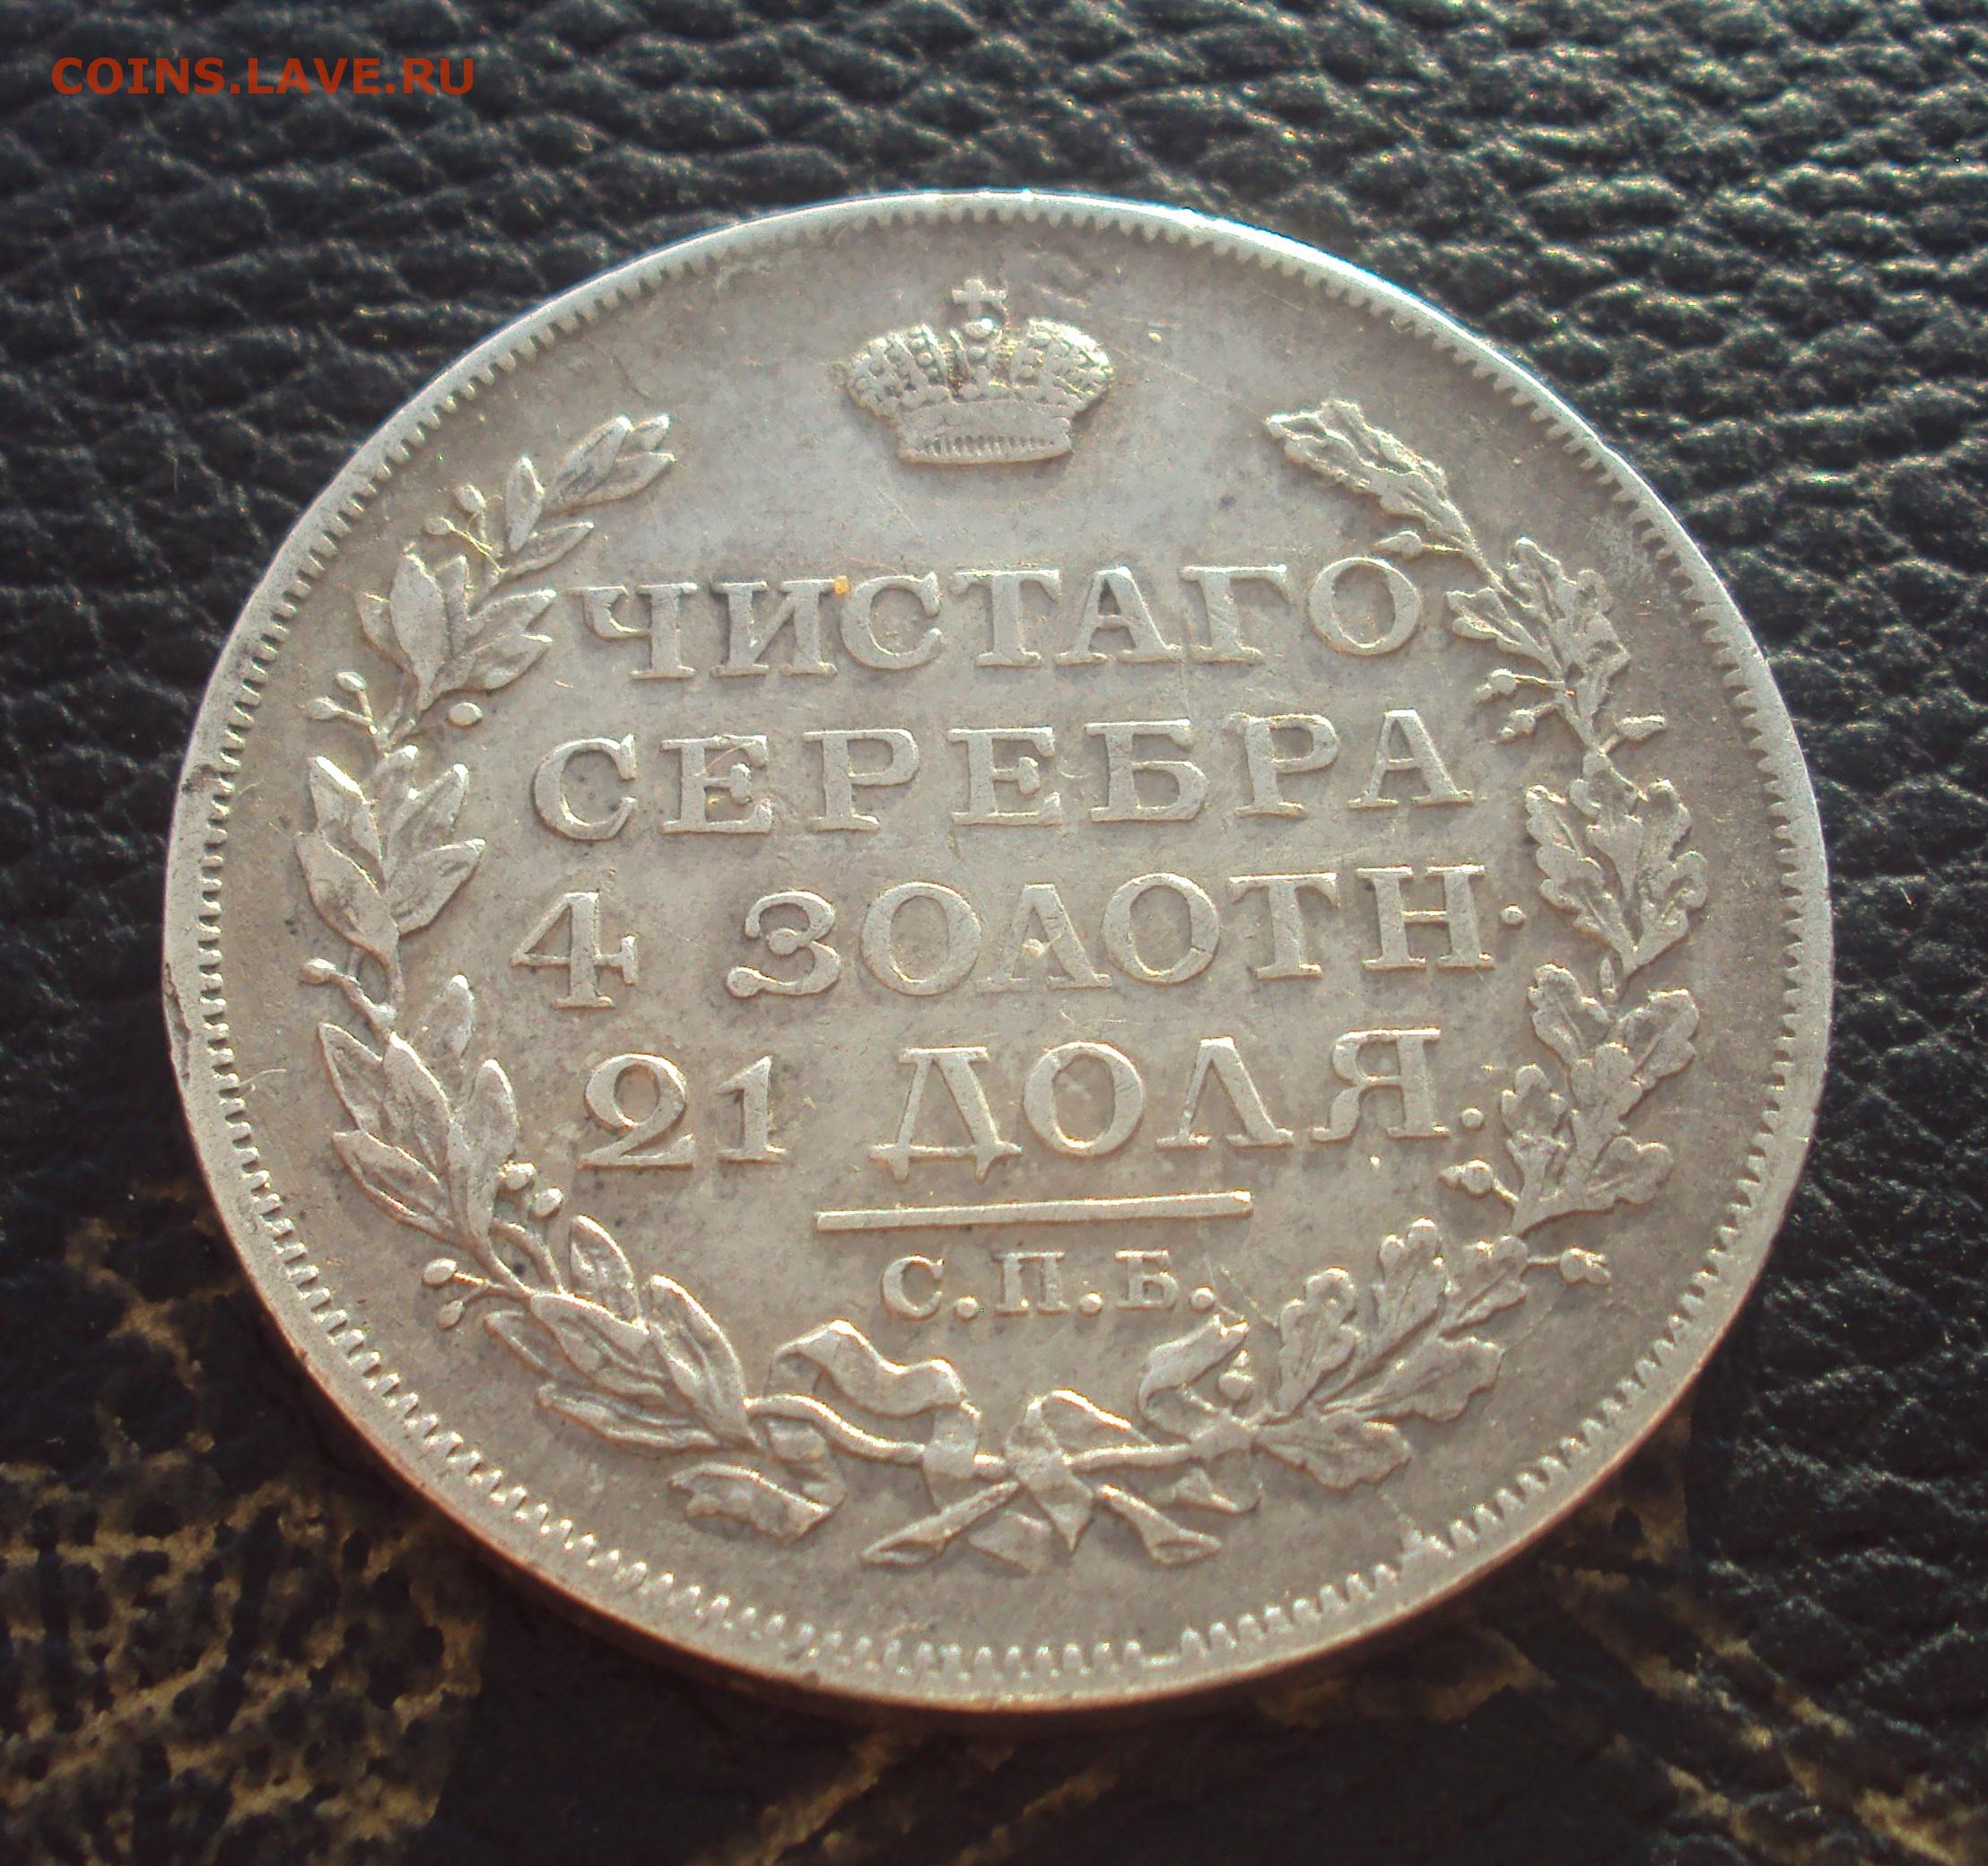 COINS.LAVE.RU
ЧИСТАГО
СЕРЕБРА
4 ЗОЛОТН.
21 ДОЛЯ.
С.П.Б.